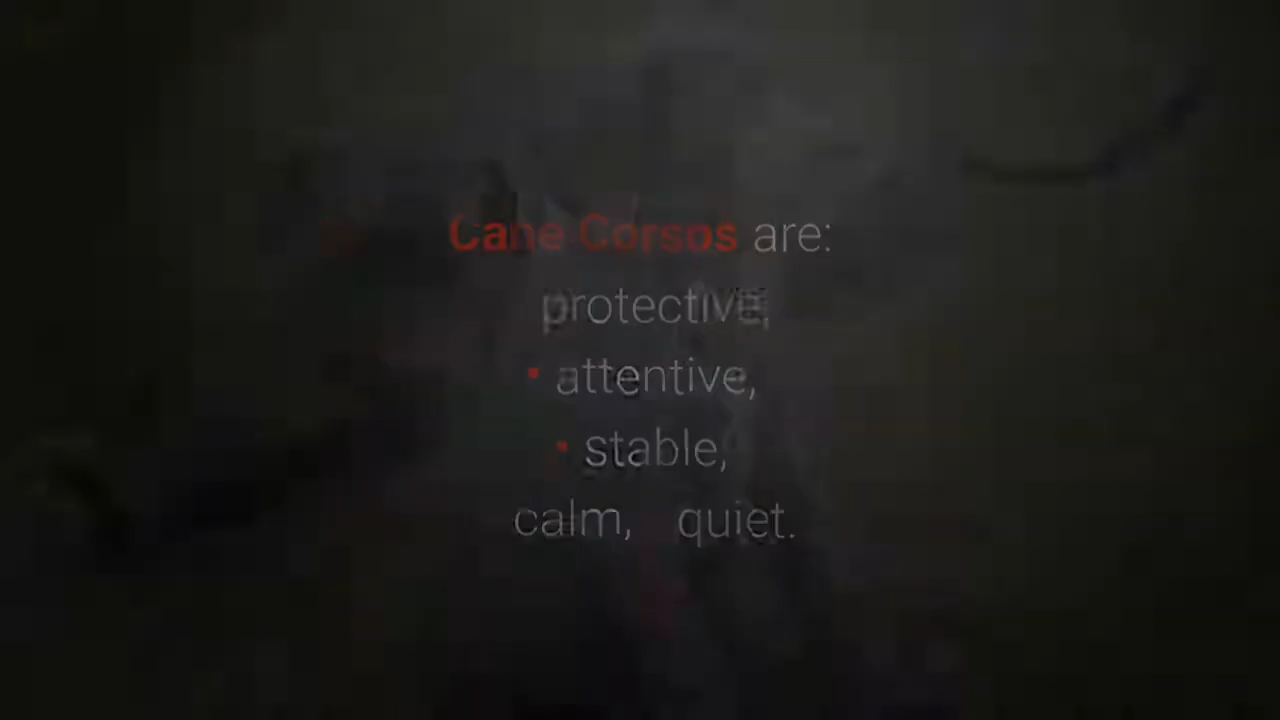 Cane Corsos are:
protective,
• attentive,
• stable,
calm, quiet.